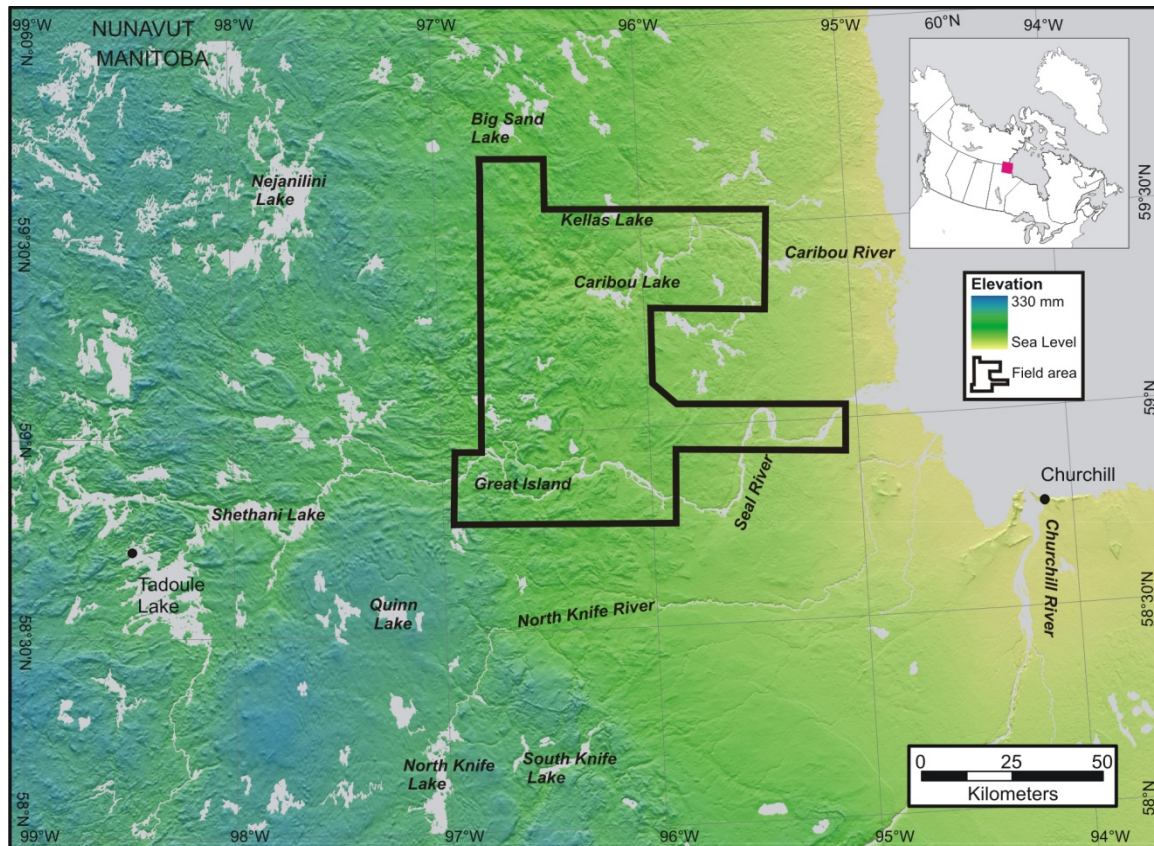 99°W
98°W
97°W
96°W
95°W
60°N
94°W
60°N
NUNAVUT
MANITOBA
Big Sand
Lake
Nejanilini
Lake
59°30'N
Kellas Lake
59°30'N
Caribou River
Caribou Lake
Elevation
330 mm
Sea Level
Field area
59°N
59°N
Great Island
Seal River
Churchill
Shethani Lake
Churchill River
Tadoule
Lake
Quinn
Lake
North Knife River
58°30'N
58°30'N
North Knife
Lake
South Knife
Lake
0 25 50
Kilometers
58°N
58°N
99°W
98°W
97°W
96°W
95°W
94°W